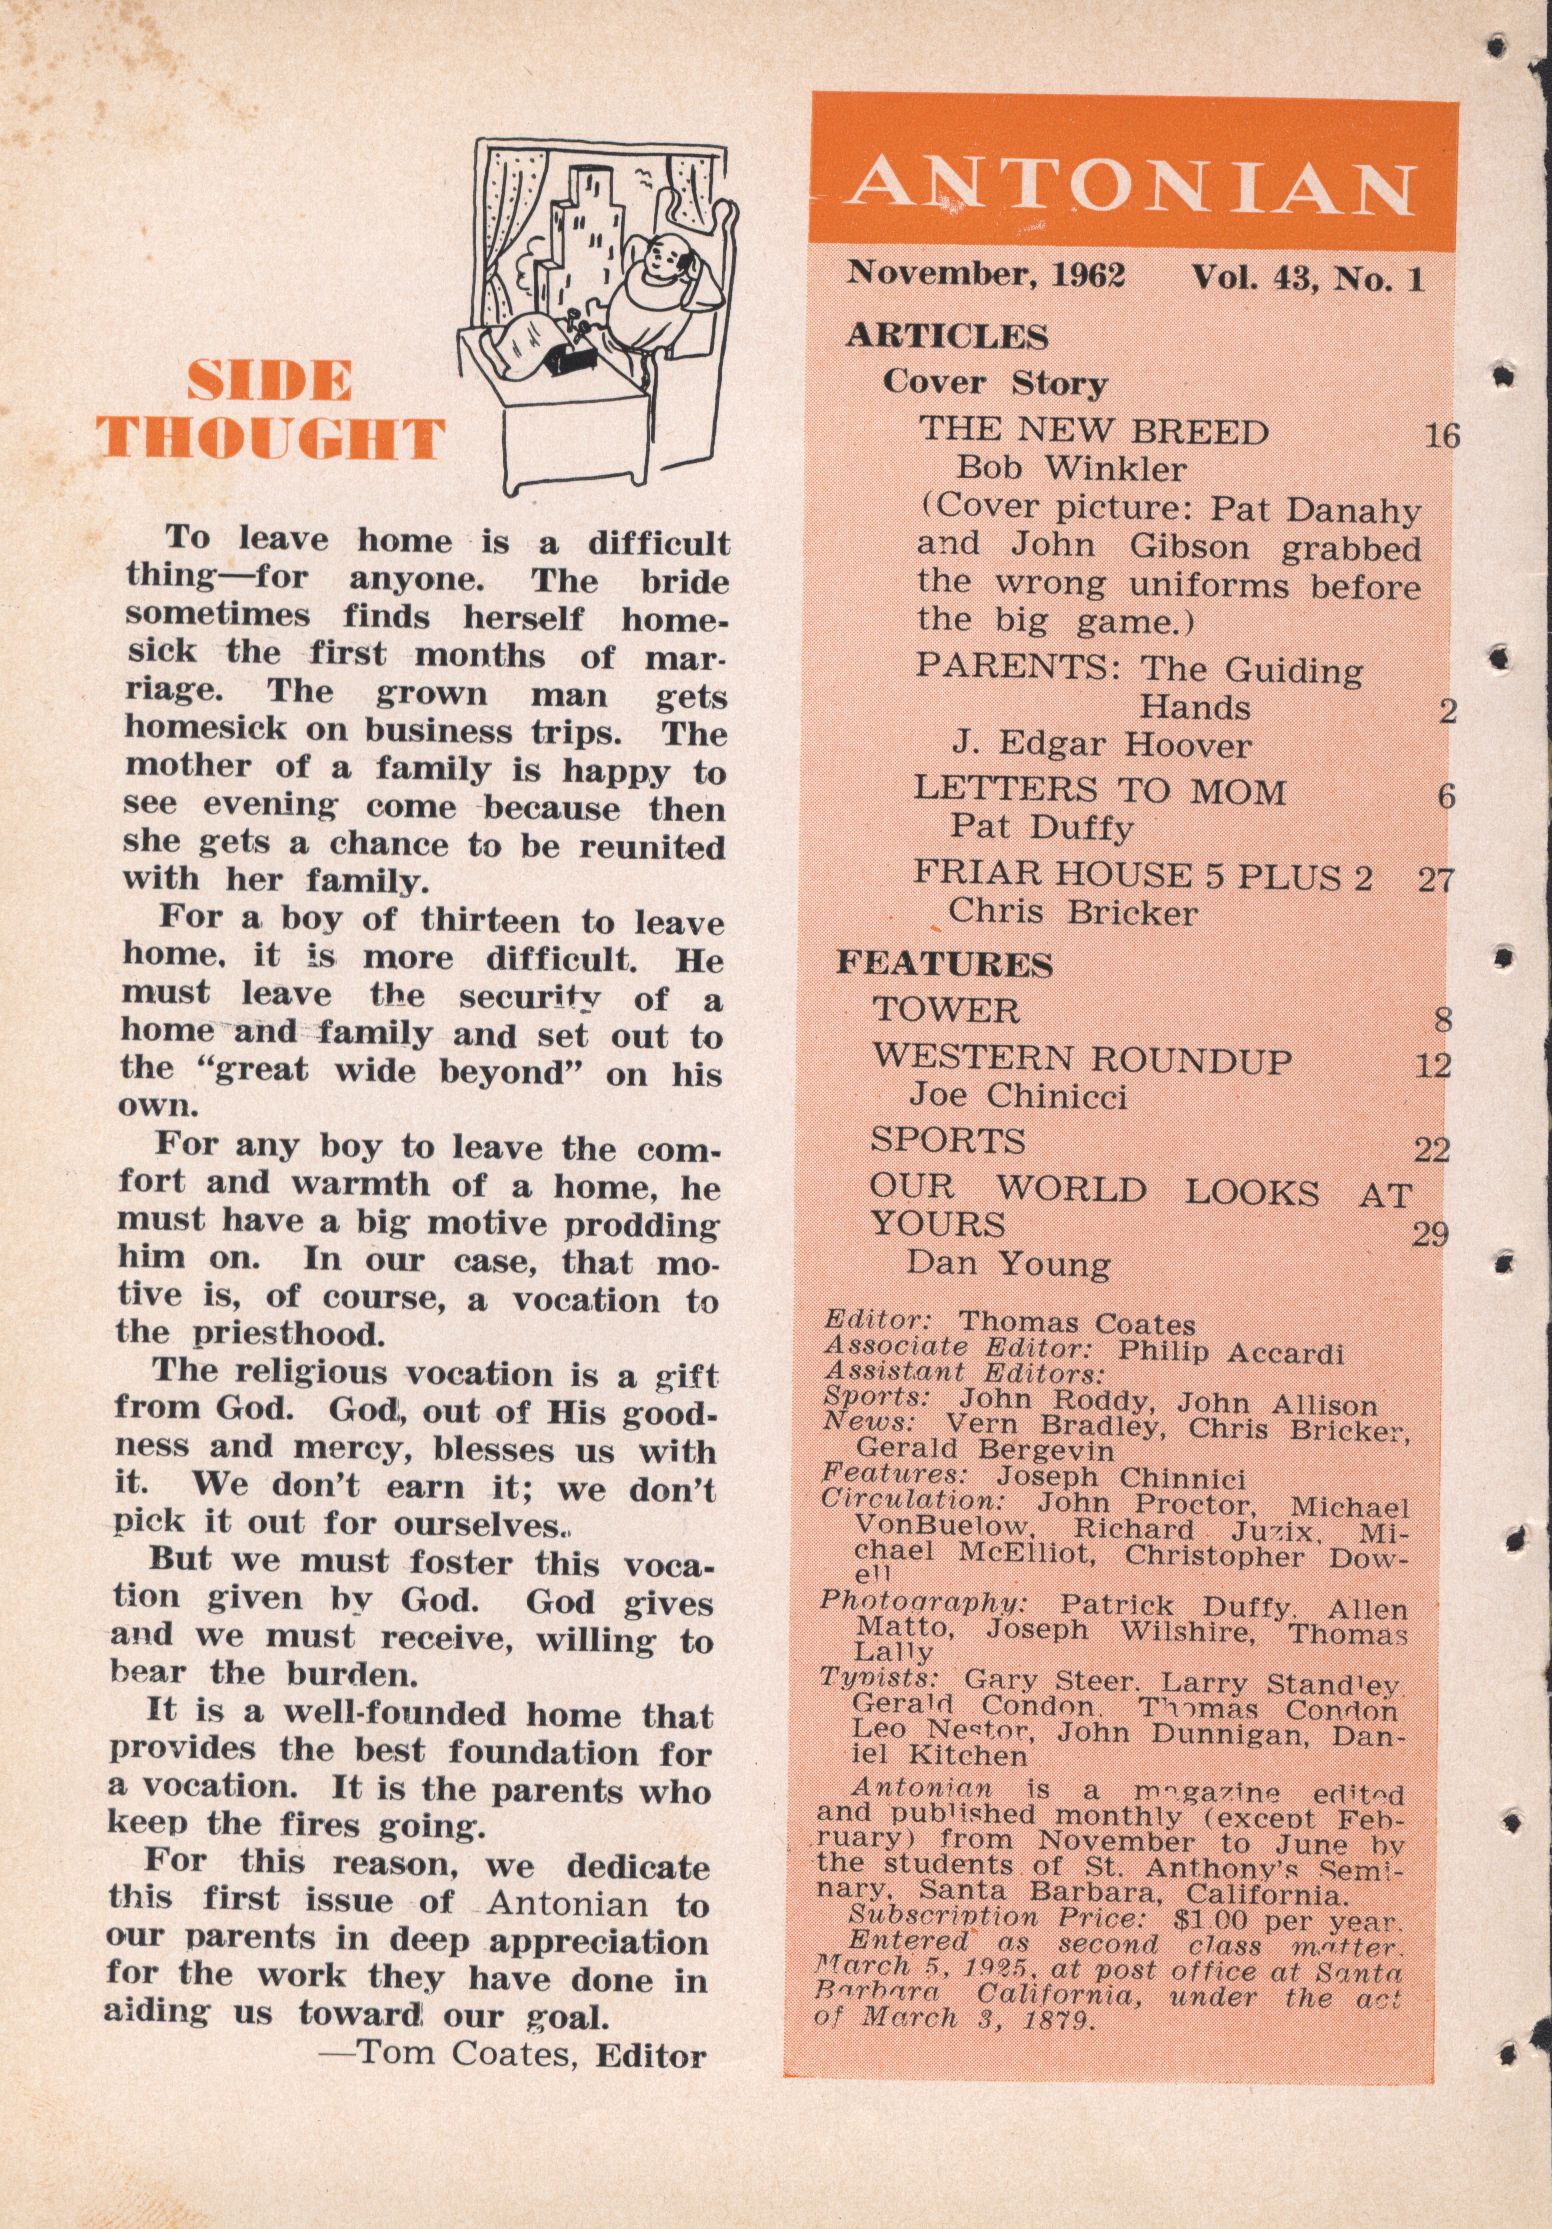 SIDE
THOUGHT
To leave home is a difficult
thing—for anyone. The bride
sometimes finds herself home-
sick the first months of mar-
riage. The grown man gets
homesick on business trips. The
mother of a family is happy to
see evening come because then
she gets a chance to be reunited
with her family.
For a boy of thirteen to leave
home, it is more difficult. He
must leave the security of a
home and family and set out to
the “great wide beyond” on his
own.
For any boy to leave the com-
fort and warmth of a home, he
must have a big motive prodding
him on. In our case, that mo-
tive is, of course, a vocation to
the priesthood.
The religious vocation is a gift
from God. God, out of His good-
ness and mercy, blesses us with
it. We don’t earn it; we don’t
pick it out for ourselves.
But we must foster this voca-
tion given by God. God gives
and we must receive, willing to
bear the burden.
It is a well-founded home that
provides the best foundation for
a vocation. It is the parents who
keep the fires going.
For this reason, we dedicate
this first issue of Antonian to
our parents in deep appreciation
for the work they have done in
aiding us toward our goal.
—Tom Coates, Editor
ANTONIAN
November, 1962 Vol. 43, No. 1
ARTICLES
Cover Story
THE NEW BREED 16
Bob Winkler
(Cover picture: Pat Danahy
and John Gibson grabbed
the wrong uniforms before
the big game.)
PARENTS: The Guiding
Hands 2
J. Edgar Hoover
LETTERS TO MOM 6
Pat Duffy
FRIAR HOUSE 5 PLUS 2 27
Chris Bricker
FEATURES
TOWER 8
WESTERN ROUNDUP 12
Joe Chinicci
SPORTS 22
OUR WORLD LOOKS AT
YOURS 29
Dan Young
Editor: Thomas Coates
Associate Editor: Philip Accardi
Assistant Editors:
Sports: John Roddy, John Allison
News: Vern Bradley, Chris Bricker,
Gerald Bergevin
Features: Joseph Chinnici
Circulation: John Proctor, Michael
VonBuelow, Richard Juzix, Mi-
chael McElliot, Christopher Dow-
ell
Photography: Patrick Duffy, Allen
Matto, Joseph Wilshire, Thomas
Lally
Typists: Gary Steer, Larry Standley
Gerald Condon, Thomas Condon
Leo Nestor, John Dunnigan, Dan-
iel Kitchen
Antonian is a magazine edited
and published monthly (except Feb-
ruary) from November to June by
the students of St. Anthony’s Semi-
nary, Santa Barbara, California.
Subscription Price: $1.00 per year.
Entered as second class matter,
March 5, 1925, at post office at Santa
Barbara California, under the act
of March 3, 1879.